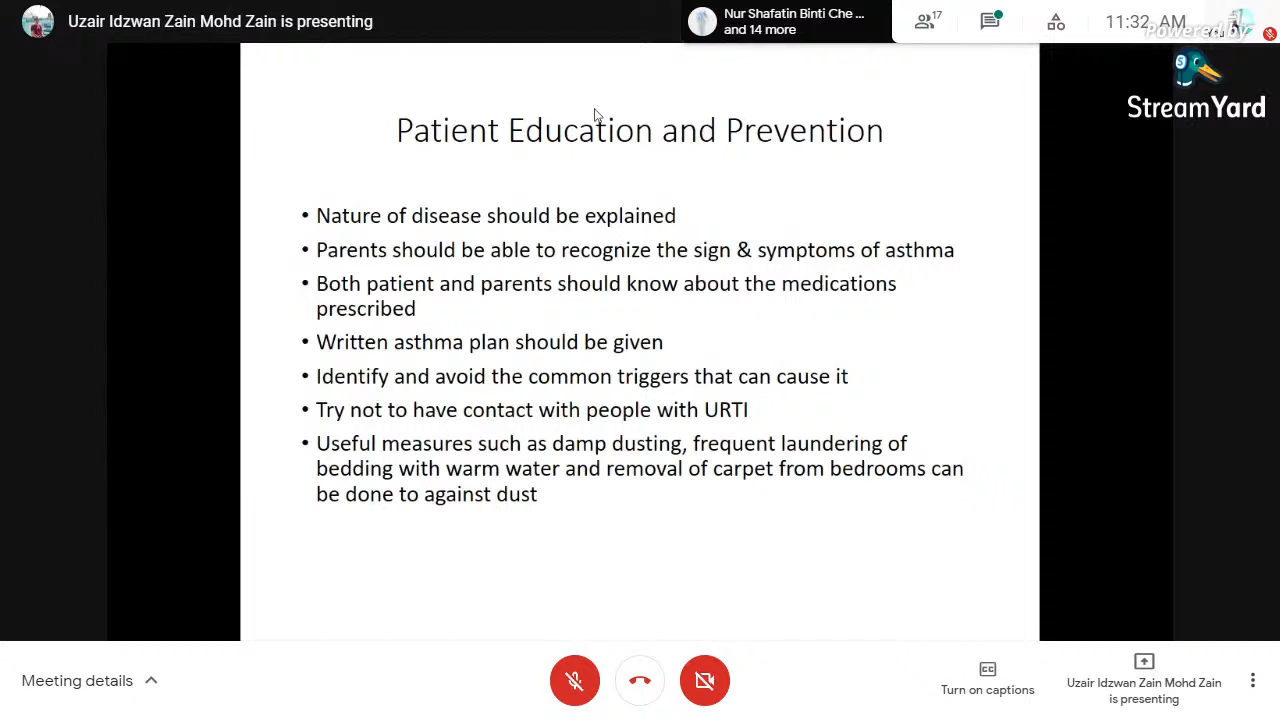 Uzair Idzwan Zain Mohd Zain is presenting
Nur Shafatin Binti Che ...
and 14 more
17
11:32 AM
Powered by
You
StreamYard
Patient Education and Prevention
• Nature of disease should be explained
• Parents should be able to recognize the sign & symptoms of asthma
• Both patient and parents should know about the medications
prescribed
• Written asthma plan should be given
• Identify and avoid the common triggers that can cause it
• Try not to have contact with people with URTI
• Useful measures such as damp dusting, frequent laundering of
bedding with warm water and removal of carpet from bedrooms can
be done to against dust
Meeting details
CC
Turn on captions
Uzair Idzwan Zain Mohd Zain
is presenting